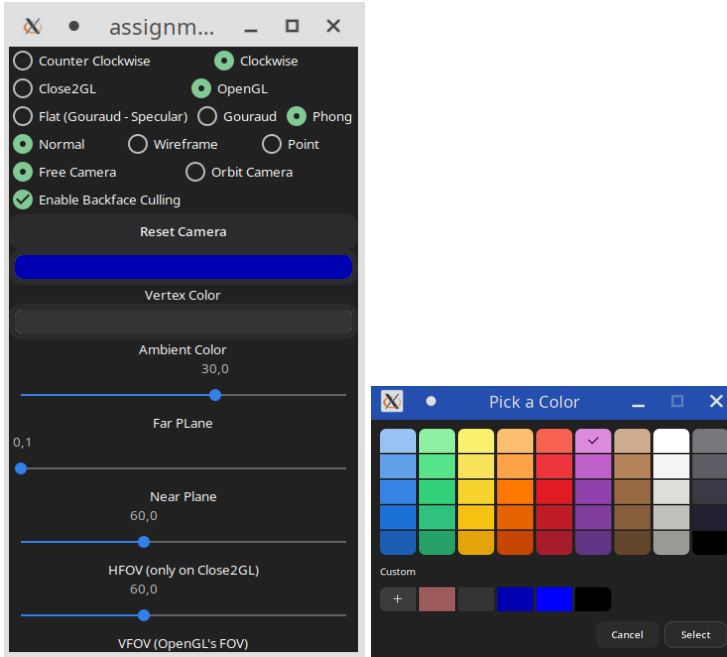 assignm...
Counter Clockwise Clockwise
Close2GL OpenGL
Flat (Gouraud - Specular) Gouraud Phong
Normal Wireframe Point
Free Camera Orbit Camera
Enable Backface Culling
Reset Camera
Vertex Color
Ambient Color
30,0
Far PLane
0,1
Near Plane
60,0
HFOV (only on Close2GL)
60,0
VFOV (OpenGL's FOV)
Pick a Color
Custom
+
Cancel Select